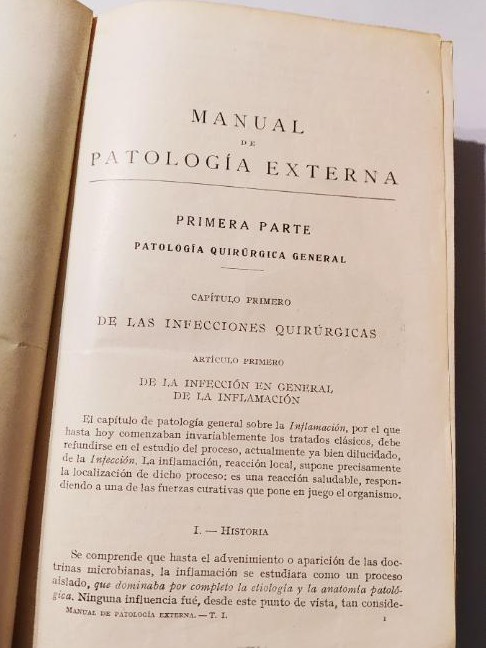 MANUAL
DE
PATOLOGÍA EXTERNA
PRIMERA PARTE
PATOLOGÍA QUIRÚRGICA GENERAL
CAPÍTULO PRIMERO
DE LAS INFECCIONES QUIRÚRGICAS
ARTÍCULO PRIMERO
DE LA INFECCIÓN EN GENERAL
DE LA INFLAMACIÓN
El capítulo de patología general sobre la Inflamación, por el que
hasta hoy comenzaban invariablemente los tratados clásicos, debe
refundirse en el estudio del proceso, actualmente ya bien dilucidado,
de la Infección. La inflamación, reacción local, supone precisamente
la localización de dicho proceso; es una reacción saludable, respon-
diendo a una de las fuerzas curativas que pone en juego el organismo.
I. — HISTORIA
Se comprende que hasta el advenimiento o aparición de las doc-
trinas microbianas, la inflamación se estudiara como un proceso
aislado, que dominaba por completo la etiología y la anatomía patoló-
gica. Ninguna influencia fué, desde este punto de vista, tan conside-
MANUAL DE PATOLOGÍA EXTERNA. — T. I. 1